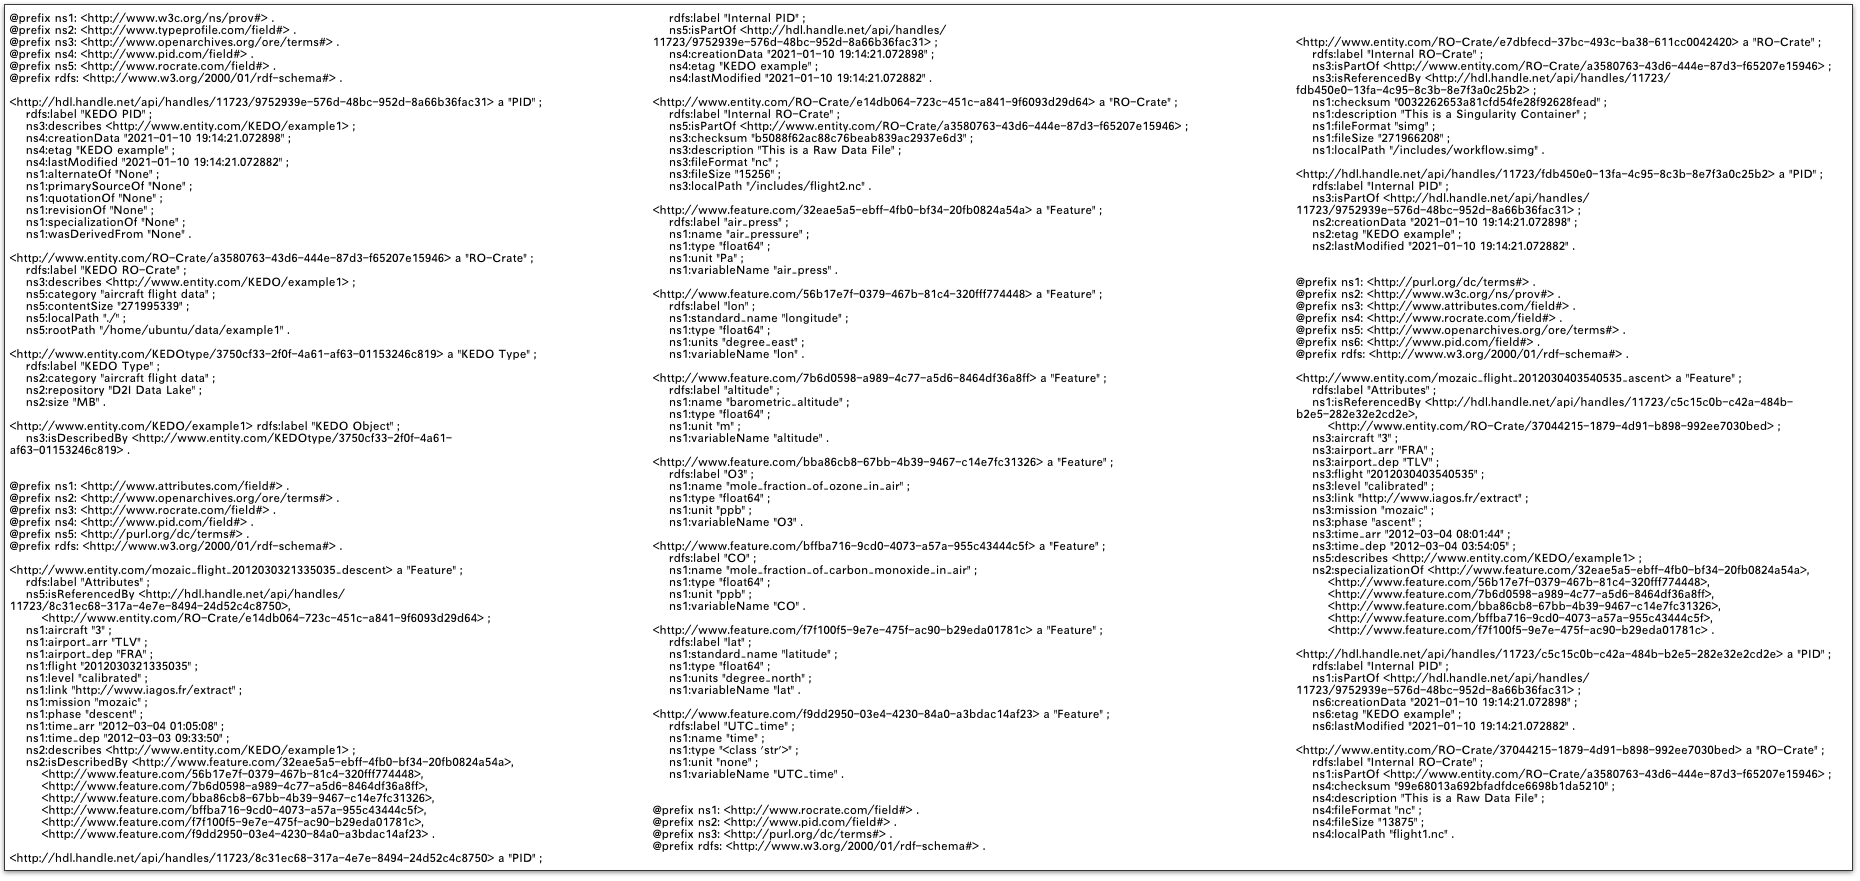 @prefix ns1: <http://www.w3c.org/ns/prov#> .
@prefix ns2: <http://www.typeprofile.com/field#> .
@prefix ns3: <http://www.openarchives.org/ore/terms#> .
@prefix ns4: <http://www.pid.com/field#> .
@prefix ns5: <http://www.rocrate.com/field#> .
@prefix rdfs: <http://www.w3.org/2000/01/rdf-schema#> .

<http://hdl.handle.net/api/handles/11723/9752939e-576d-48bc-952d-8a66b36fac31> a "PID" ;
rdfs:label "KEDO PID" ;
ns3:describes <http://www.entity.com/KEDO/example1> ;
ns4:creationData "2021-01-10 19:14:21.072898" ;
ns4:etag "KEDO example" ;
ns4:lastModified "2021-01-10 19:14:21.072882" ;
ns1:alternateOf "None" ;
ns1:primarySourceOf "None" ;
ns1:quotationOf "None" ;
ns1:revisionOf "None" ;
ns1:specializationOf "None" ;
ns1:wasDerivedFrom "None" .

<http://www.entity.com/RO-Crate/a3580763-43d6-444e-87d3-f65207e15946> a "RO-Crate" ;
rdfs:label "KEDO RO-Crate" ;
ns3:describes <http://www.entity.com/KEDO/example1> ;
ns5:category "aircraft flight data" ;
ns5:contentSize "271995339" ;
ns5:localPath "./" ;
ns5:rootPath "/home/ubuntu/data/example1" .

<http://www.entity.com/KEDOtype/3750cf33-2f0f-4a61-af63-01153246c819> a "KEDO Type" ;
rdfs:label "KEDO Type" ;
ns2:category "aircraft flight data" ;
ns2:repository "D2I Data Lake" ;
ns2:size "MB" .

<http://www.entity.com/KEDO/example1> rdfs:label "KEDO Object" ;
ns3:isDescribedBy <http://www.entity.com/KEDOtype/3750cf33-2f0f-4a61-
af63-01153246c819> .

@prefix ns1: <http://www.attributes.com/field#> .
@prefix ns2: <http://www.openarchives.org/ore/terms#> .
@prefix ns3: <http://www.rocrate.com/field#> .
@prefix ns4: <http://www.pid.com/field#> .
@prefix ns5: <http://purl.org/dc/terms#> .
@prefix rdfs: <http://www.w3.org/2000/01/rdf-schema#> .

<http://www.entity.com/mozaic_flight_2012030321335035_descent> a "Feature" ;
rdfs:label "Attributes" ;
ns5:isReferencedBy <http://hdl.handle.net/api/handles/
11723/8c31ec68-317a-4e7e-8494-24d52c4c8750>,
<http://www.entity.com/RO-Crate/e14db064-723c-451c-a841-9f6093d29d64> ;
ns1:aircraft "3" ;
ns1:airport_arr "TLV" ;
ns1:airport_dep "FRA" ;
ns1:flight "2012030321335035" ;
ns1:level "calibrated" ;
ns1:link "http://www.iagos.fr/extract" ;
ns1:mission "mozaic" ;
ns1:phase "descent" ;
ns1:time_arr "2012-03-04 01:05:08" ;
ns1:time_dep "2012-03-03 09:33:50" ;
ns2:describes <http://www.entity.com/KEDO/example1> ;
ns2:isDescribedBy <http://www.feature.com/32eae5a5-ebff-4fb0-bf34-20fb0824a54a>,
<http://www.feature.com/56b17e7f-0379-467b-81c4-320fff774448>,
<http://www.feature.com/7b6d0598-a989-4c77-a5d6-8464df36a8ff>,
<http://www.feature.com/bba86cb8-67bb-4b39-9467-c14e7fc31326>,
<http://www.feature.com/bffba716-9cd0-4073-a57a-955c43444c5f>,
<http://www.feature.com/f7f100f5-9e7e-475f-ac90-b29eda01781c>,
<http://www.feature.com/f9dd2950-03e4-4230-84a0-a3bdac14af23> .

<http://hdl.handle.net/api/handles/11723/8c31ec68-317a-4e7e-8494-24d52c4c8750> a "PID" ;
rdfs:label "Internal PID" ;
ns5:isPartOf <http://hdl.handle.net/api/handles/
11723/9752939e-576d-48bc-952d-8a66b36fac31> ;
ns4:creationData "2021-01-10 19:14:21.072898" ;
ns4:etag "KEDO example" ;
ns4:lastModified "2021-01-10 19:14:21.072882" .

<http://www.entity.com/RO-Crate/e14db064-723c-451c-a841-9f6093d29d64> a "RO-Crate" ;
rdfs:label "Internal RO-Crate" ;
ns5:isPartOf <http://www.entity.com/RO-Crate/a3580763-43d6-444e-87d3-f65207e15946> ;
ns3:checksum "b5088f62ac88c76beab839ac2937e6d3" ;
ns3:description "This is a Raw Data File" ;
ns3:fileFormat "nc" ;
ns3:fileSize "15256" ;
ns3:localPath "/includes/flight2.nc" .

<http://www.feature.com/32eae5a5-ebff-4fb0-bf34-20fb0824a54a> a "Feature" ;
rdfs:label "air_press" ;
ns1:name "air_pressure" ;
ns1:type "float64" ;
ns1:unit "Pa" ;
ns1:variableName "air_press" .

<http://www.feature.com/56b17e7f-0379-467b-81c4-320fff774448> a "Feature" ;
rdfs:label "lon" ;
ns1:standard_name "longitude" ;
ns1:type "float64" ;
ns1:units "degree_east" ;
ns1:variableName "lon" .

<http://www.feature.com/7b6d0598-a989-4c77-a5d6-8464df36a8ff> a "Feature" ;
rdfs:label "altitude" ;
ns1:name "barometric_altitude" ;
ns1:type "float64" ;
ns1:unit "m" ;
ns1:variableName "altitude" .

<http://www.feature.com/bba86cb8-67bb-4b39-9467-c14e7fc31326> a "Feature" ;
rdfs:label "O3" ;
ns1:name "mole_fraction_of_ozone_in_air" ;
ns1:type "float64" ;
ns1:unit "ppb" ;
ns1:variableName "O3" .

<http://www.feature.com/bffba716-9cd0-4073-a57a-955c43444c5f> a "Feature" ;
rdfs:label "CO" ;
ns1:name "mole_fraction_of_carbon_monoxide_in_air" ;
ns1:type "float64" ;
ns1:unit "ppb" ;
ns1:variableName "CO" .

<http://www.feature.com/f7f100f5-9e7e-475f-ac90-b29eda01781c> a "Feature" ;
rdfs:label "lat" ;
ns1:standard_name "latitude" ;
ns1:type "float64" ;
ns1:units "degree_north" ;
ns1:variableName "lat" .

<http://www.feature.com/f9dd2950-03e4-4230-84a0-a3bdac14af23> a "Feature" ;
rdfs:label "UTC_time" ;
ns1:name "time" ;
ns1:type "<class 'str'>" ;
ns1:unit "none" ;
ns1:variableName "UTC_time" .

@prefix ns1: <http://www.rocrate.com/field#> .
@prefix ns2: <http://www.pid.com/field#> .
@prefix ns3: <http://purl.org/dc/terms#> .
@prefix rdfs: <http://www.w3.org/2000/01/rdf-schema#> .

<http://www.entity.com/RO-Crate/e7dbfecd-37bc-493c-ba38-611cc0042420> a "RO-Crate" ;
rdfs:label "Internal RO-Crate" ;
ns3:isPartOf <http://www.entity.com/RO-Crate/a3580763-43d6-444e-87d3-f65207e15946> ;
ns3:isReferencedBy <http://hdl.handle.net/api/handles/11723/
fdb450e0-13fa-4c95-8c3b-8e7f3a0c25b2> ;
ns1:checksum "0032262653a81cfd54fe28f92628fead" ;
ns1:description "This is a Singularity Container" ;
ns1:fileFormat "simg" ;
ns1:fileSize "271966208" ;
ns1:localPath "/includes/workflow.simg" .

<http://hdl.handle.net/api/handles/11723/fdb450e0-13fa-4c95-8c3b-8e7f3a0c25b2> a "PID" ;
rdfs:label "Internal PID" ;
ns3:isPartOf <http://hdl.handle.net/api/handles/
11723/9752939e-576d-48bc-952d-8a66b36fac31> ;
ns2:creationData "2021-01-10 19:14:21.072898" ;
ns2:etag "KEDO example" ;
ns2:lastModified "2021-01-10 19:14:21.072882" .

@prefix ns1: <http://purl.org/dc/terms#> .
@prefix ns2: <http://www.w3c.org/ns/prov#> .
@prefix ns3: <http://www.attributes.com/field#> .
@prefix ns4: <http://www.rocrate.com/field#> .
@prefix ns5: <http://www.openarchives.org/ore/terms#> .
@prefix ns6: <http://www.pid.com/field#> .
@prefix rdfs: <http://www.w3.org/2000/01/rdf-schema#> .

<http://www.entity.com/mozaic_flight_2012030403540535_ascent> a "Feature" ;
rdfs:label "Attributes" ;
ns1:isReferencedBy <http://hdl.handle.net/api/handles/11723/c5c15c0b-c42a-484b-
b2e5-282e32e2cd2e>,
<http://www.entity.com/RO-Crate/37044215-1879-4d91-b898-992ee7030bed> ;
ns3:aircraft "3" ;
ns3:airport_arr "FRA" ;
ns3:airport_dep "TLV" ;
ns3:flight "2012030403540535" ;
ns3:level "calibrated" ;
ns3:link "http://www.iagos.fr/extract" ;
ns3:mission "mozaic" ;
ns3:phase "ascent" ;
ns3:time_arr "2012-03-04 08:01:44" ;
ns3:time_dep "2012-03-04 03:54:05" ;
ns5:describes <http://www.entity.com/KEDO/example1> ;
ns2:specializationOf <http://www.feature.com/32eae5a5-ebff-4fb0-bf34-20fb0824a54a>,
<http://www.feature.com/56b17e7f-0379-467b-81c4-320fff774448>,
<http://www.feature.com/7b6d0598-a989-4c77-a5d6-8464df36a8ff>,
<http://www.feature.com/bba86cb8-67bb-4b39-9467-c14e7fc31326>,
<http://www.feature.com/bffba716-9cd0-4073-a57a-955c43444c5f>,
<http://www.feature.com/f7f100f5-9e7e-475f-ac90-b29eda01781c> .

<http://hdl.handle.net/api/handles/11723/c5c15c0b-c42a-484b-b2e5-282e32e2cd2e> a "PID" ;
rdfs:label "Internal PID" ;
ns1:isPartOf <http://hdl.handle.net/api/handles/
11723/9752939e-576d-48bc-952d-8a66b36fac31> ;
ns6:creationData "2021-01-10 19:14:21.072898" ;
ns6:etag "KEDO example" ;
ns6:lastModified "2021-01-10 19:14:21.072882" .

<http://www.entity.com/RO-Crate/37044215-1879-4d91-b898-992ee7030bed> a "RO-Crate" ;
rdfs:label "Internal RO-Crate" ;
ns1:isPartOf <http://www.entity.com/RO-Crate/a3580763-43d6-444e-87d3-f65207e15946> ;
ns4:checksum "99e68013a692bfadfdce6698b1da5210" ;
ns4:description "This is a Raw Data File" ;
ns4:fileFormat "nc" ;
ns4:fileSize "13875" ;
ns4:localPath "flight1.nc" .